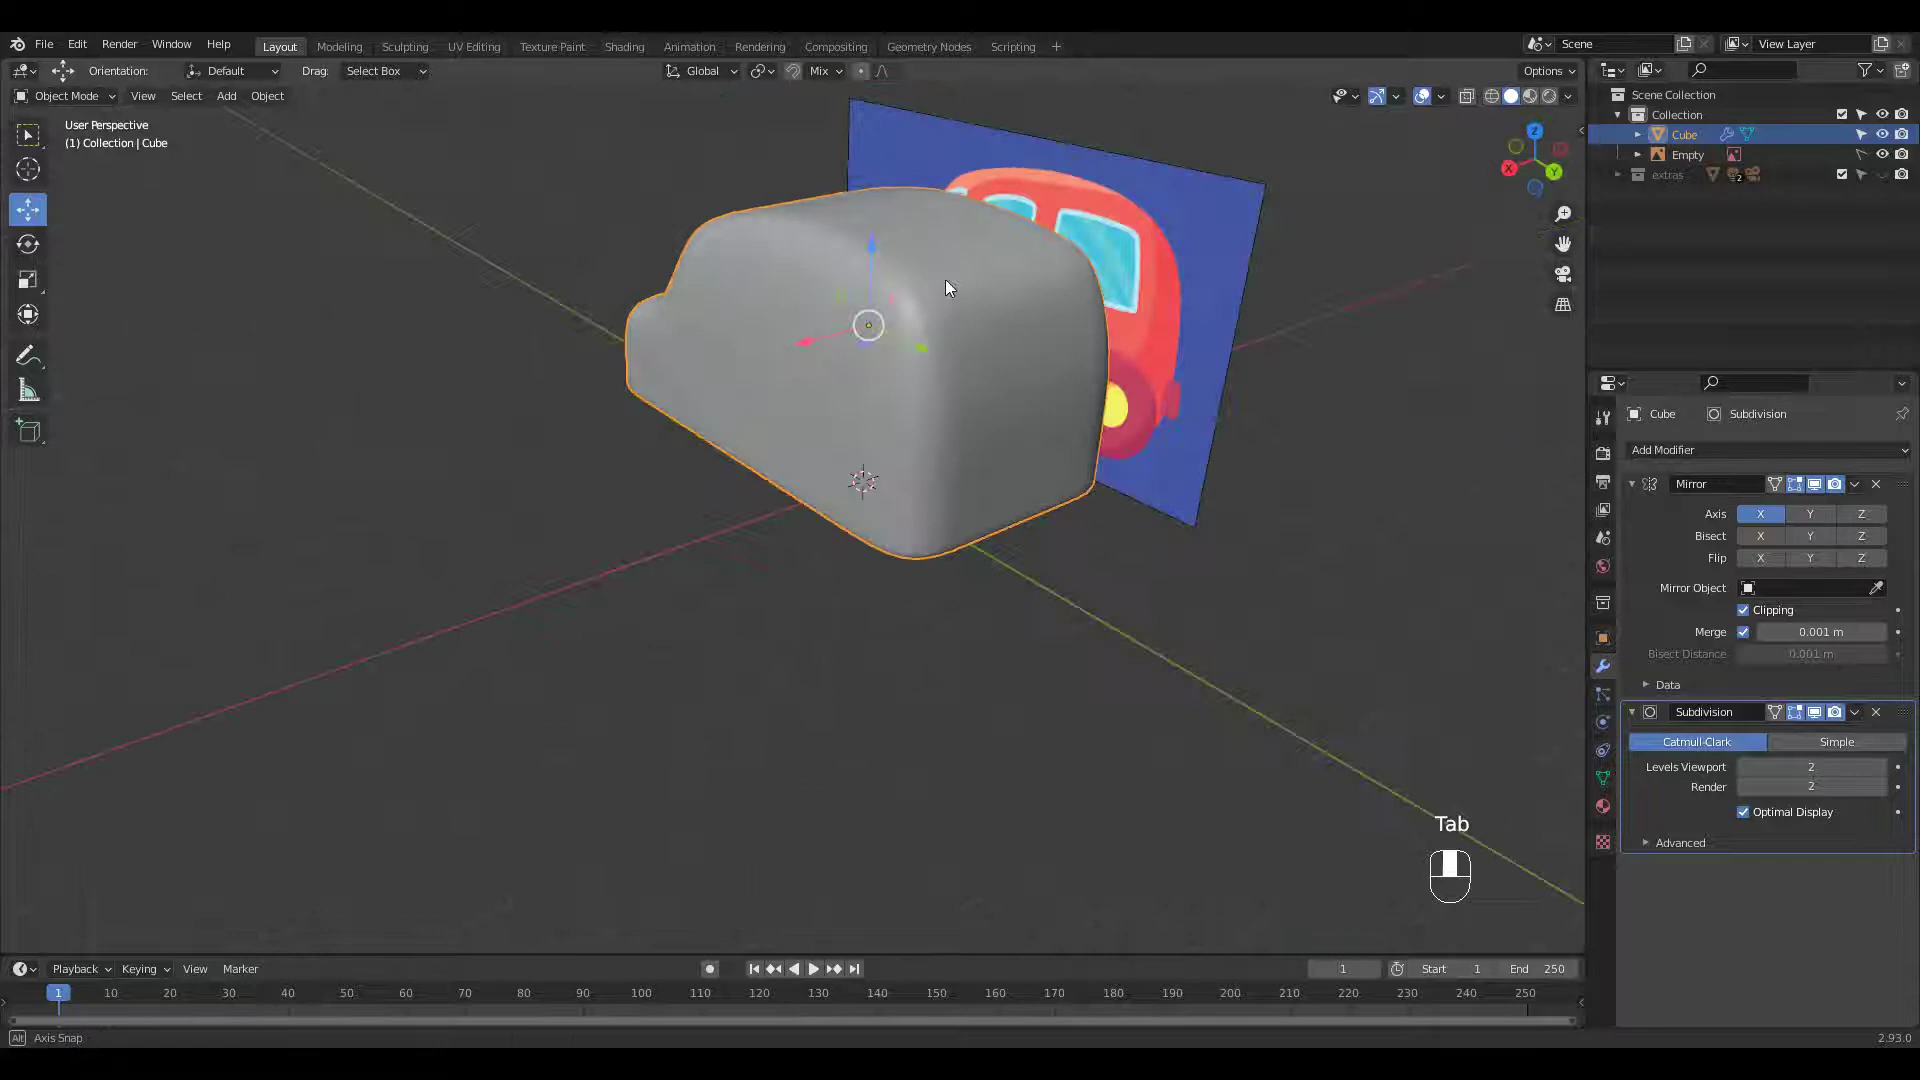 File Edit Render Window Help
Layout Modeling Sculpting UV Editing Texture Paint Shading Animation Rendering Compositing Geometry Nodes Scripting +
Scene
View Layer
Orientation: Default Drag: Select Box
Global Mix
Options
Object Mode View Select Add Object
User Perspective
(1) Collection | Cube
Z
X
Y
Scene Collection
Collection
Cube
Empty
extras 2
Cube Subdivision
Add Modifier
Mirror
Axis X Y Z
Bisect X Y Z
Flip X Y Z
Mirror Object
Clipping
Merge 0.001 m
Bisect Distance 0.001 m
Data
Subdivision
Catmull-Clark Simple
Levels Viewport 2
Render 2
Optimal Display
Advanced
Tab
Playback Keying View Marker
1 Start 1 End 250
1 10 20 30 40 50 60 70 80 90 100 110 120 130 140 150 160 170 180 190 200 210 220 230 240 250
Alt Axis Snap
2.93.0